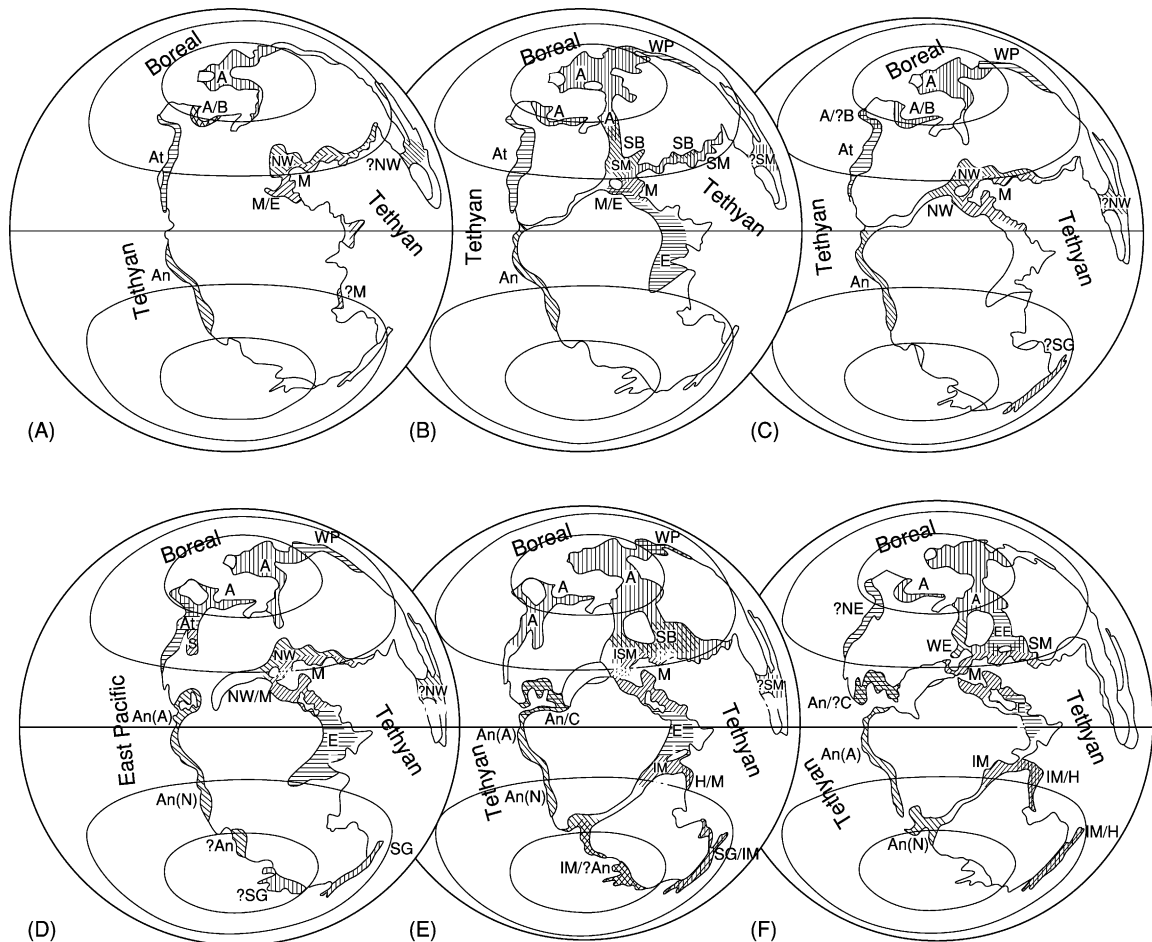 Boreal
A
A/B
At
NW
?NW
M
M/E
Tethyan
Tethyan
An
?M
(A)
Boreal
WP
A
A
A
At
SB
SB
SM
SM
?SM
M
M/E
Tethyan
Tethyan
E
An
(B)
Boreal
WP
A
A/B
A/?B
At
NW
NW
?NW
M
Tethyan
Tethyan
An
?SG
(C)
Boreal
WP
A
A
At
S
NW
M
?NW
NW/M
An(A)
East Pacific
Tethyan
E
An(N)
?An
SG
?SG
(D)
Boreal
WP
A
A
A
SB
ISM
M
?SM
An/C
An(A)
Tethyan
Tethyan
E
IM
H/M
An(N)
SG/IM
IM/?An
(E)
Boreal
A
A
?NE
WE
EE
SM
M
An/?C
E
An(A)
Tethyan
Tethyan
IM
IM/H
An(N)
IM/H
(F)